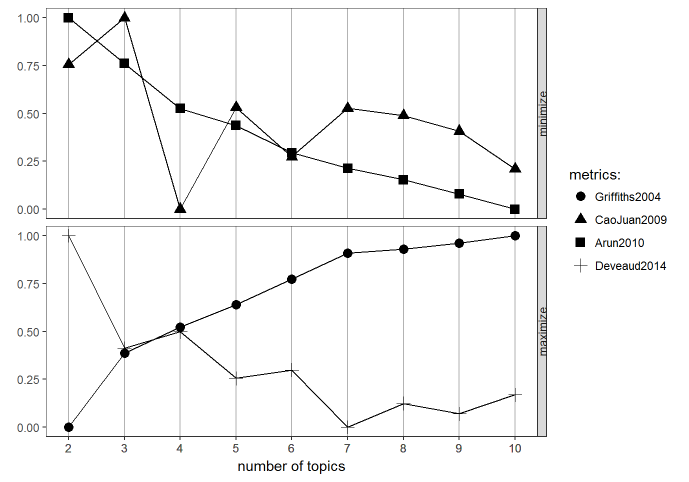 1.00
0.75
0.50
0.25
0.00
minimize
1.00
0.75
0.50
0.25
0.00
maximize
2 3 4 5 6 7 8 9 10
number of topics
metrics:
Griffiths2004
CaoJuan2009
Arun2010
Deveaud2014